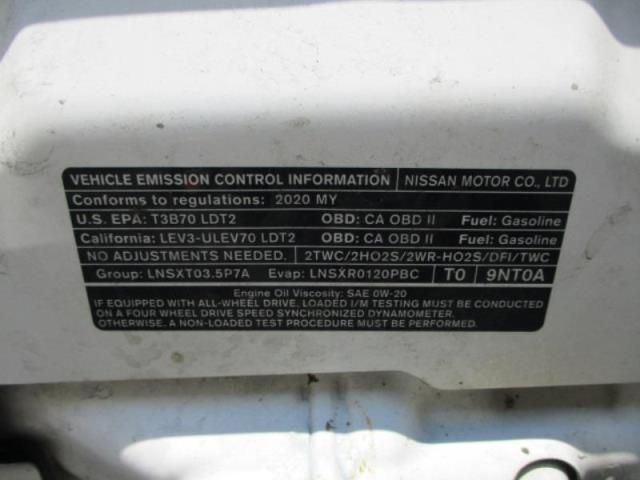 VEHICLE EMISSION CONTROL INFORMATION NISSAN MOTOR CO., LTD
Conforms to regulations: 2020 MY
U.S. EPA: T3B70 LDT2 OBD: CA OBD II Fuel: Gasoline
California: LEV3-ULEV70 LDT2 OBD: CA OBD II Fuel: Gasoline
NO ADJUSTMENTS NEEDED. 2TWC/2HO2S/2WR-HO2S/DFI/TWC
Group: LNSXT03.5P7A Evap: LNSXR0120PBC T0 9NT0A
Engine Oil Viscosity: SAE 0W-20
IF EQUIPPED WITH ALL-WHEEL DRIVE, LOADED I/M TESTING MUST BE CONDUCTED
ON A FOUR WHEEL DRIVE SPEED SYNCHRONIZED DYNAMOMETER.
OTHERWISE, A NON-LOADED TEST PROCEDURE MUST BE PERFORMED.